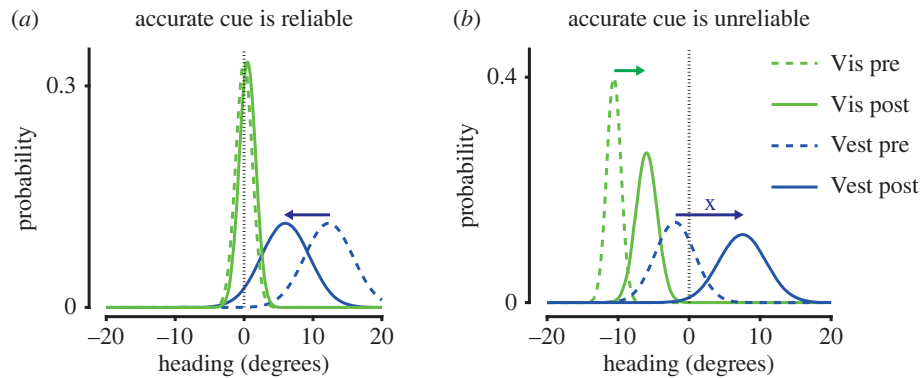 (a) accurate cue is reliable
0.3
0
probability
−20 −10 0 10 20
heading (degrees)
(b) accurate cue is unreliable
0.4
0
probability
x
−20 −10 0 10 20
heading (degrees)
Vis pre
Vis post
Vest pre
Vest post